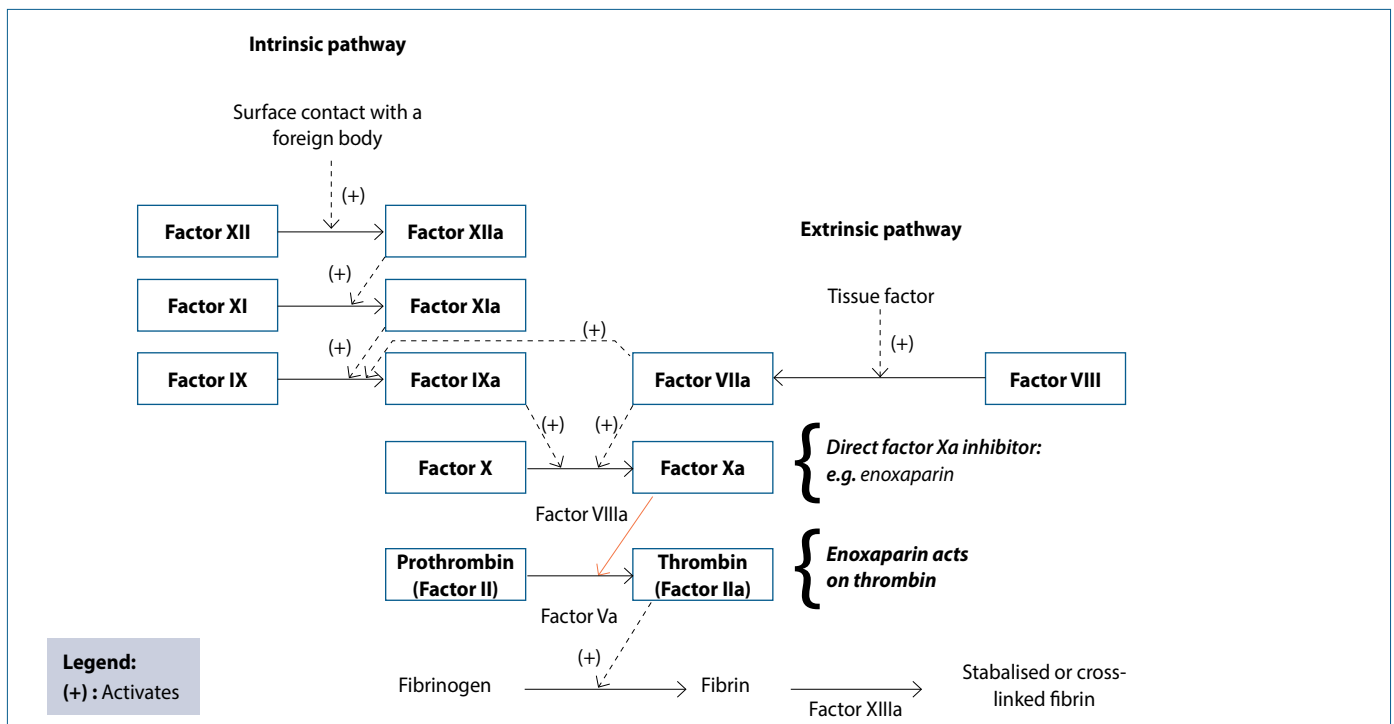 Intrinsic pathway
Surface contact with a
foreign body
(+)
Factor XII
Factor XIIa
Extrinsic pathway
(+)
Factor XI
Factor XIa
Tissue factor
(+)
(+)
(+)
Factor IX
Factor IXa
Factor VIIa
Factor VIII
(+)
(+)
Factor X
Factor Xa
Direct factor Xa inhibitor:
e.g. enoxaparin
Factor VIIIa
Prothrombin
(Factor II)
Thrombin
(Factor IIa)
Enoxaparin acts
on thrombin
Factor Va
Legend:
(+) : Activates
(+)
Fibrinogen
Fibrin
Stabalised or cross-
linked fibrin
Factor XIIIa